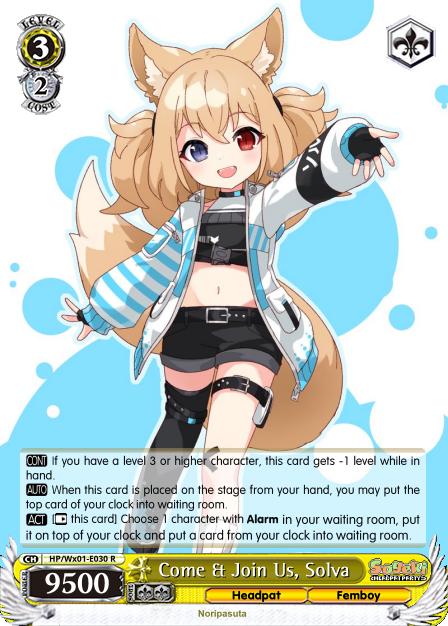 LEVEL
3
2
COST
ソ
CONT If you have a level 3 or higher character, this card gets -1 level while in
hand.
AUTO When this card is placed on the stage from your hand, you may put the
top card of your clock into waiting room.
ACT [ this card] Choose 1 character with Alarm in your waiting room, put
it on top of your clock and put a card from your clock into waiting room.
CH HP/Wx01-E030 R
POWER 9500 SOUL Come & Join Us, Solva
Headpat Femboy
Noripasuta